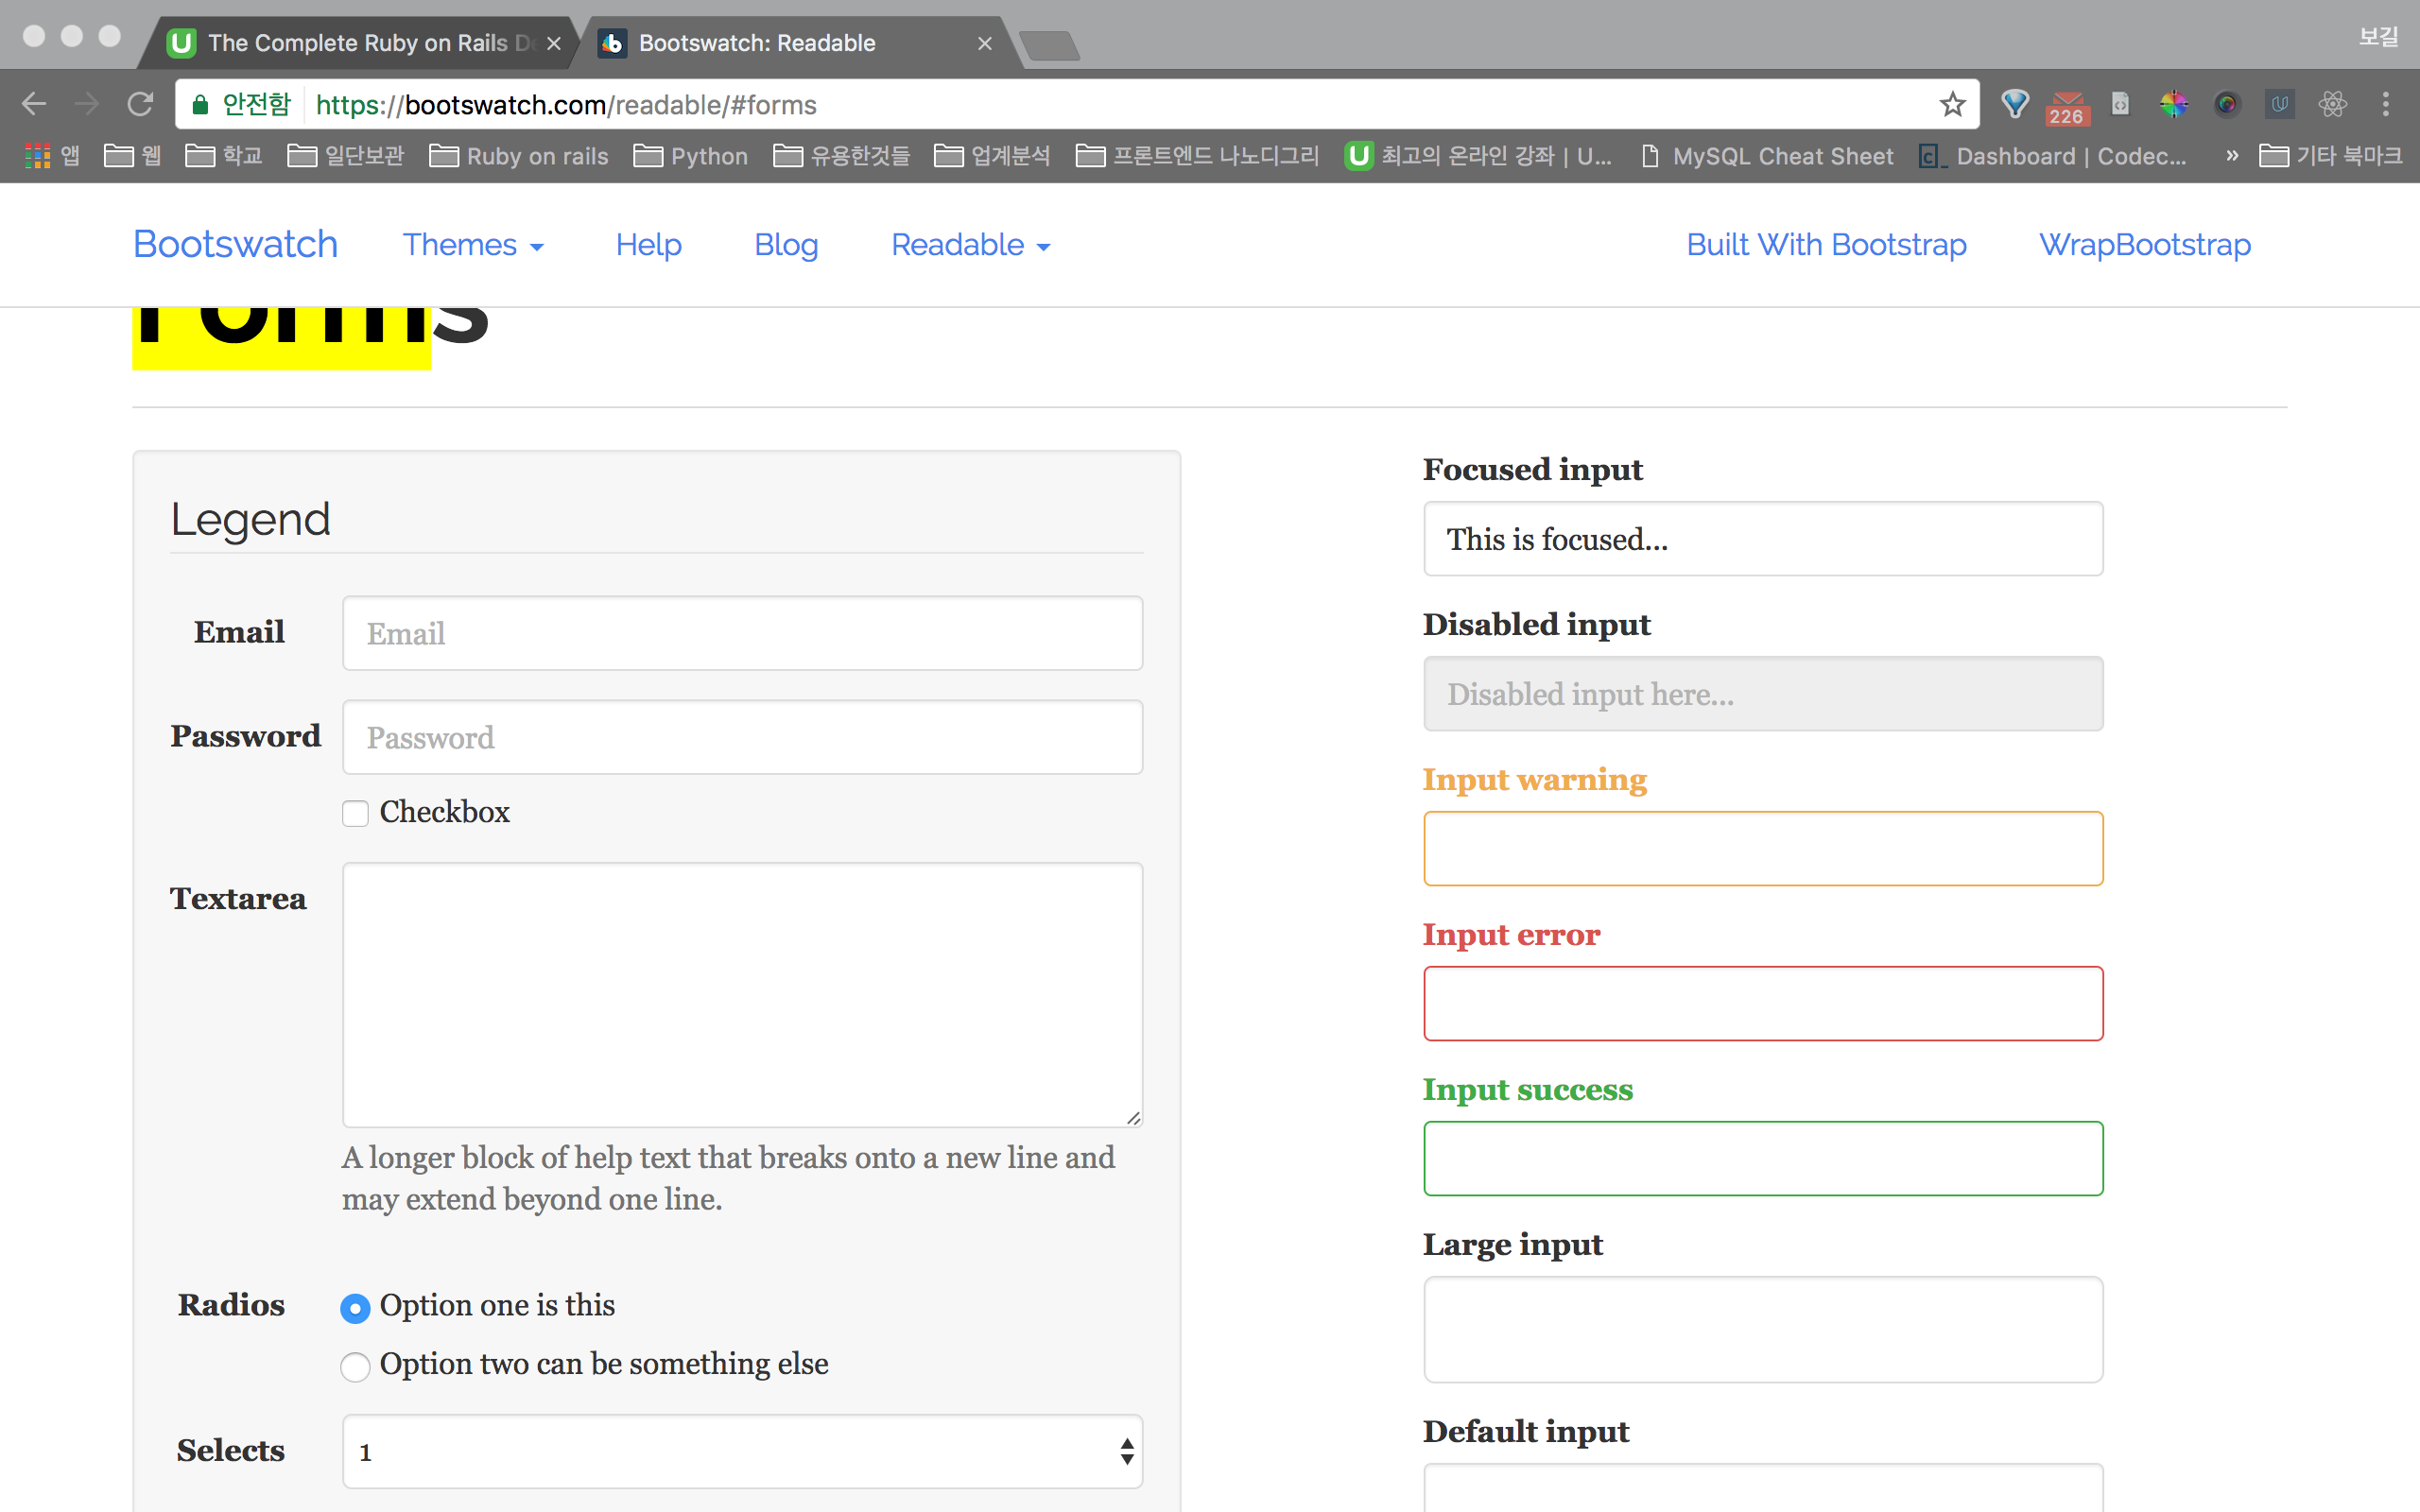 The Complete Ruby on Rails De
Bootswatch: Readable
보길
안전함 https://bootswatch.com/readable/#forms
226
앱 웹 학교 일단보관 Ruby on rails Python 유용한것들 업계분석 프론트엔드 나노디그리 최고의 온라인 강좌 | U... MySQL Cheat Sheet Dashboard | Codec... » 기타 북마크
Bootswatch Themes Help Blog Readable Built With Bootstrap WrapBootstrap
Forms
Legend
Email Email
Password Password
Checkbox
Textarea
A longer block of help text that breaks onto a new line and
may extend beyond one line.
Radios Option one is this
Option two can be something else
Selects 1
Focused input
This is focused...
Disabled input
Disabled input here...
Input warning
Input error
Input success
Large input
Default input